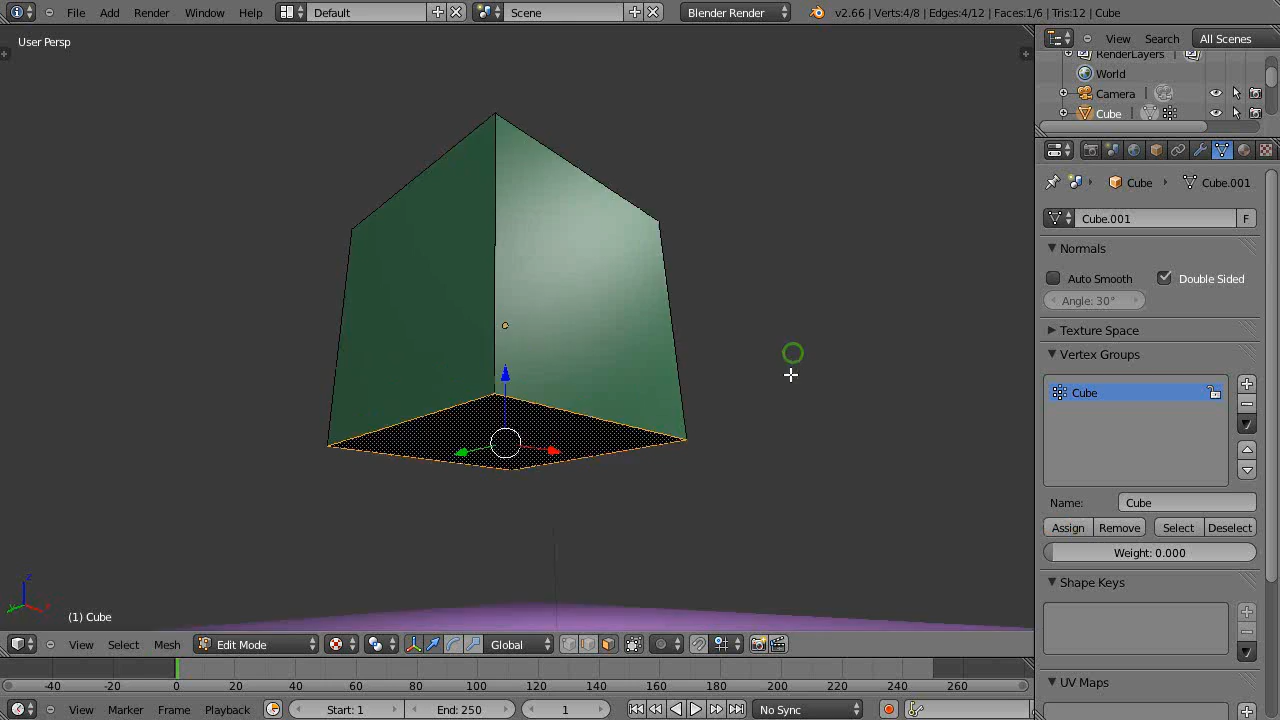 File Add Render Window Help Default Scene Blender Render v2.66 | Verts:4/8 | Edges:4/12 | Faces:1/6 | Tris:12 | Cube
User Persp
View Search All Scenes
RenderLayers
World
Camera
Cube
Cube Cube.001
Cube.001 F
Normals
Auto Smooth Double Sided
Angle: 30°
Texture Space
Vertex Groups
Cube
Name: Cube
Assign Remove Select Deselect
Weight: 0.000
Shape Keys
UV Maps
z
y x
(1) Cube
View Select Mesh Edit Mode Global
-40 -20 0 20 40 60 80 100 120 140 160 180 200 220 240 260
View Marker Frame Playback Start: 1 End: 250 1 No Sync